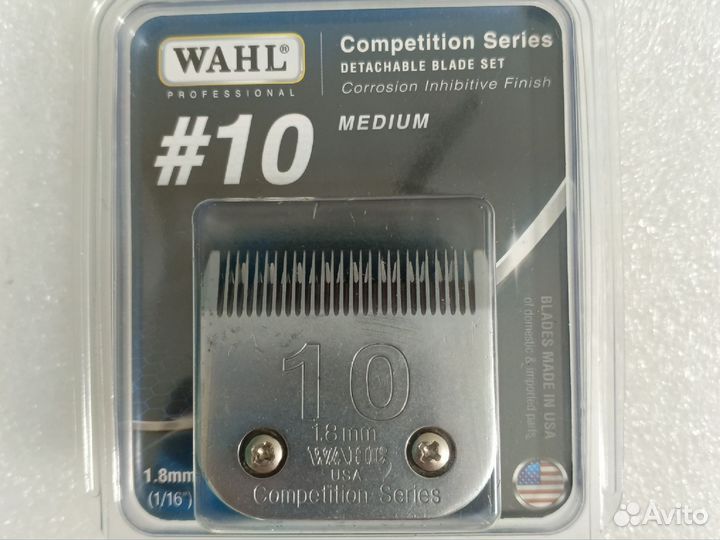 WAHL®
PROFESSIONAL
#10
Competition Series
DETACHABLE BLADE SET
Corrosion Inhibitive Finish
MEDIUM
10
1.8mm
WAHL
USA
Competition Series
1.8mm
(1/16")
BLADES MADE IN USA
of domestic & imported parts
Avito